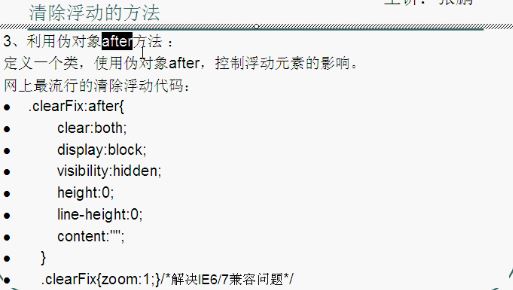 清除浮动的方法
主讲：张鹏
3、利用伪对象after方法：
定义一个类，使用伪对象after，控制浮动元素的影响。
网上最流行的清除浮动代码：
• .clearFix:after{
• clear:both;
• display:block;
• visibility:hidden;
• height:0;
• line-height:0;
• content:"";
• }
• .clearFix{zoom:1;}/*解决IE6/7兼容问题*/